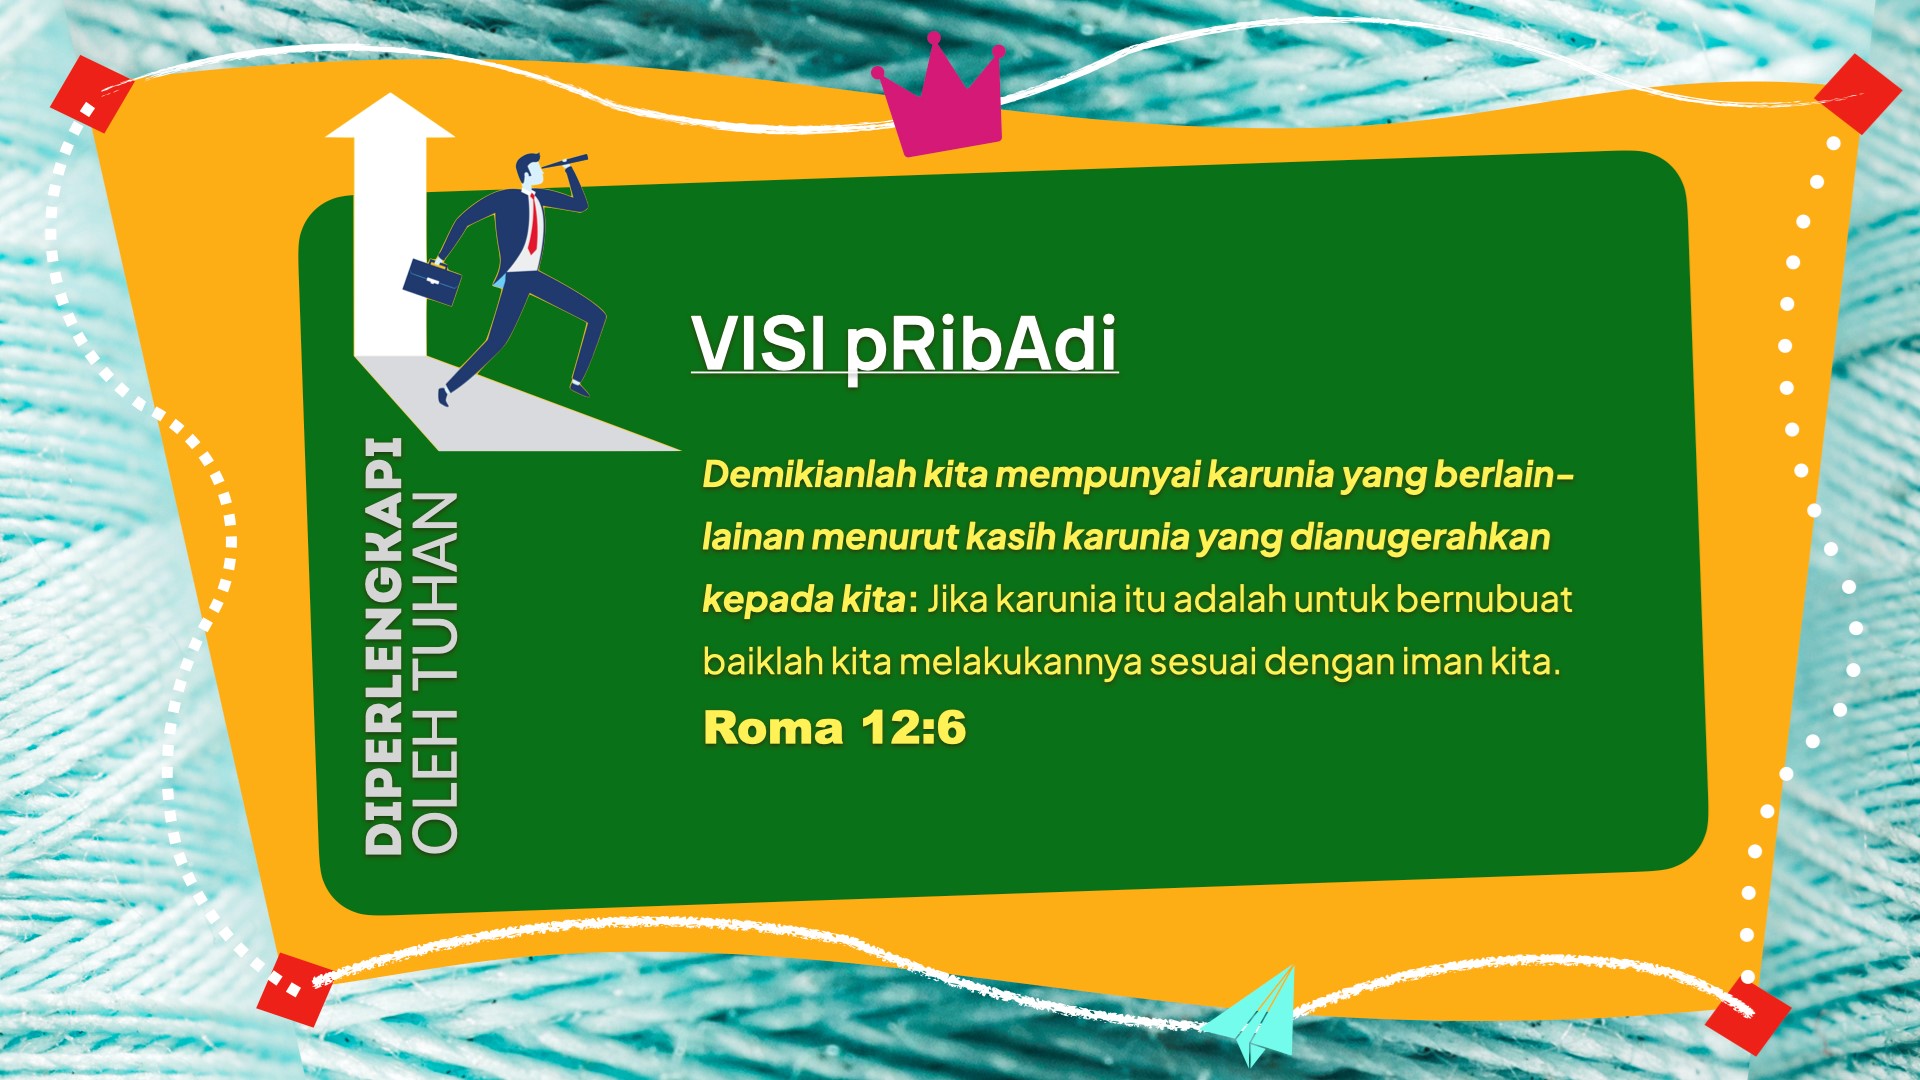 VISI pRibAdi
Demikianlah kita mempunyai karunia yang berlain-
lainan menurut kasih karunia yang dianugerahkan
kepada kita: Jika karunia itu adalah untuk bernubuat
baiklah kita melakukannya sesuai dengan iman kita.
Roma 12:6
DIPERLENGKAPI
OLEH TUHAN